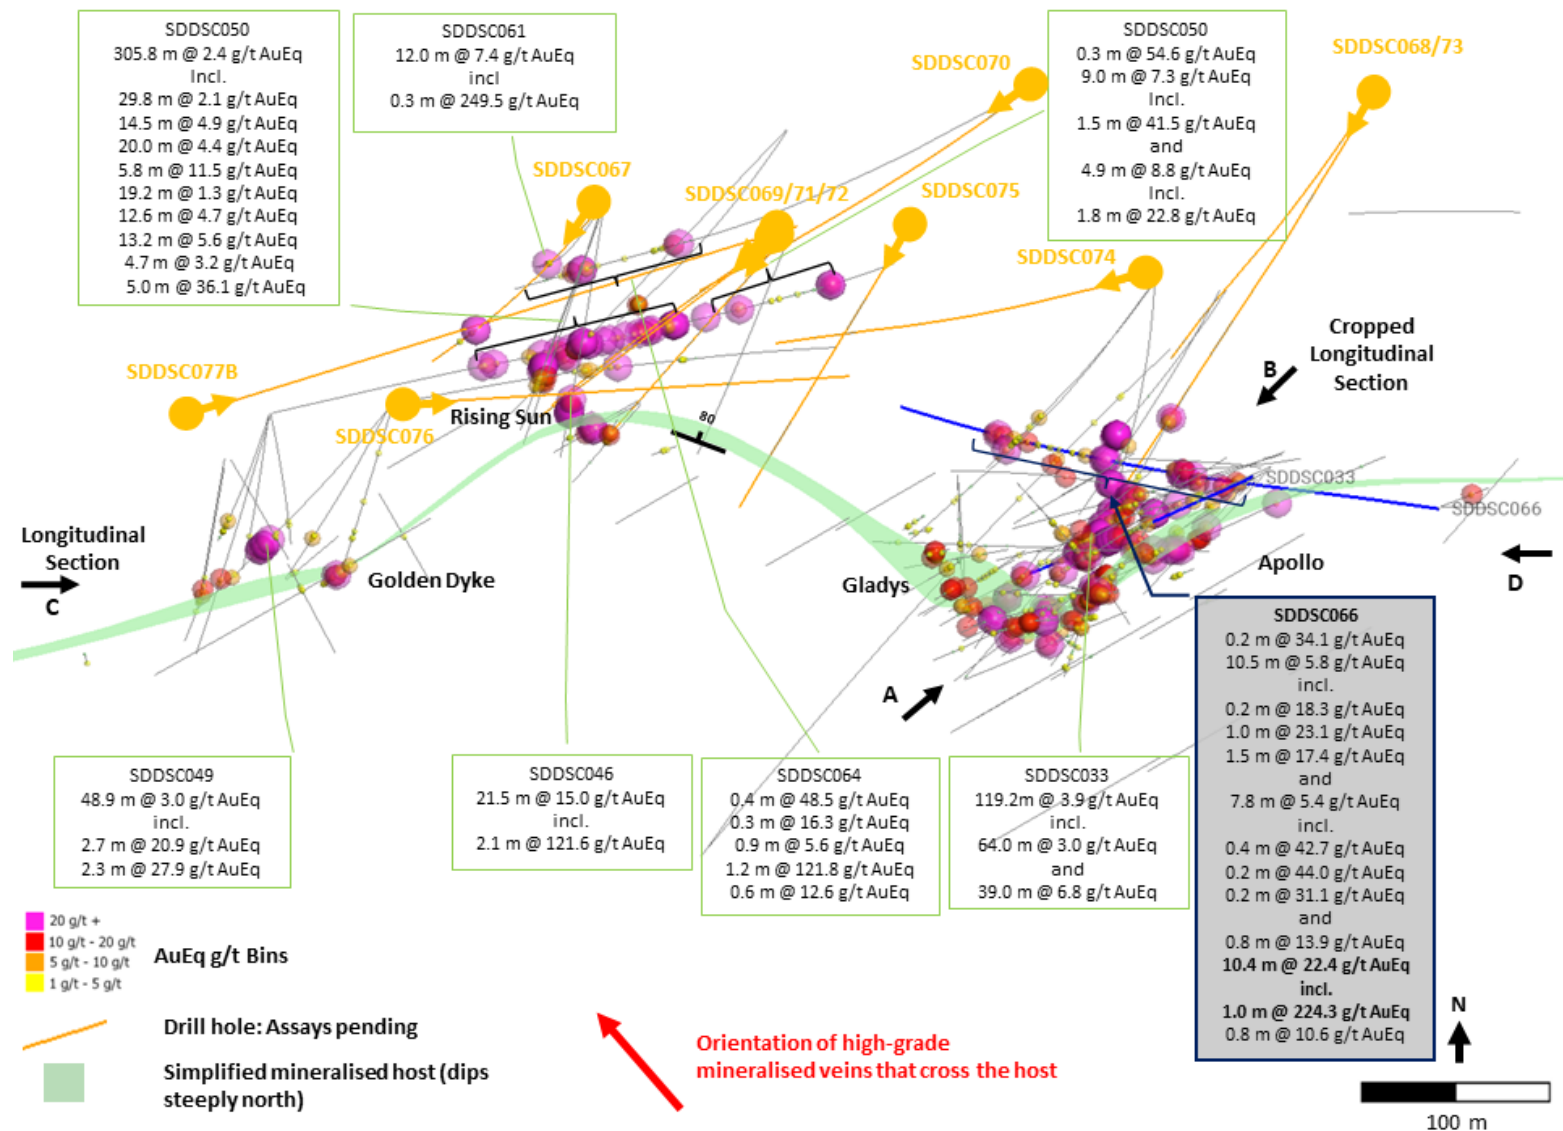 SDDSC050
305.8 m @ 2.4 g/t AuEq
Incl.
29.8 m @ 2.1 g/t AuEq
14.5 m @ 4.9 g/t AuEq
20.0 m @ 4.4 g/t AuEq
5.8 m @ 11.5 g/t AuEq
19.2 m @ 1.3 g/t AuEq
12.6 m @ 4.7 g/t AuEq
13.2 m @ 5.6 g/t AuEq
4.7 m @ 3.2 g/t AuEq
5.0 m @ 36.1 g/t AuEq
SDDSC061
12.0 m @ 7.4 g/t AuEq
incl
0.3 m @ 249.5 g/t AuEq
SDDSC070
SDDSC050
0.3 m @ 54.6 g/t AuEq
9.0 m @ 7.3 g/t AuEq
Incl.
1.5 m @ 41.5 g/t AuEq
and
4.9 m @ 8.8 g/t AuEq
Incl.
1.8 m @ 22.8 g/t AuEq
SDDSC068/73
SDDSC067
SDDSC069/71/72
SDDSC075
SDDSC074
SDDSC077B
SDDSC076
Rising Sun
80
Cropped
Longitudinal
Section
B
SDDSC033
SDDSC066
Longitudinal
Section
C
Golden Dyke
Gladys
Apollo
D
A
SDDSC066
0.2 m @ 34.1 g/t AuEq
10.5 m @ 5.8 g/t AuEq
incl.
0.2 m @ 18.3 g/t AuEq
1.0 m @ 23.1 g/t AuEq
1.5 m @ 17.4 g/t AuEq
and
7.8 m @ 5.4 g/t AuEq
incl.
0.4 m @ 42.7 g/t AuEq
0.2 m @ 44.0 g/t AuEq
0.2 m @ 31.1 g/t AuEq
and
0.8 m @ 13.9 g/t AuEq
10.4 m @ 22.4 g/t AuEq
incl.
1.0 m @ 224.3 g/t AuEq
0.8 m @ 10.6 g/t AuEq
SDDSC049
48.9 m @ 3.0 g/t AuEq
incl.
2.7 m @ 20.9 g/t AuEq
2.3 m @ 27.9 g/t AuEq
SDDSC046
21.5 m @ 15.0 g/t AuEq
incl.
2.1 m @ 121.6 g/t AuEq
SDDSC064
0.4 m @ 48.5 g/t AuEq
0.3 m @ 16.3 g/t AuEq
0.9 m @ 5.6 g/t AuEq
1.2 m @ 121.8 g/t AuEq
0.6 m @ 12.6 g/t AuEq
SDDSC033
119.2m @ 3.9 g/t AuEq
incl.
64.0 m @ 3.0 g/t AuEq
and
39.0 m @ 6.8 g/t AuEq
20 g/t +
10 g/t - 20 g/t
5 g/t - 10 g/t
1 g/t - 5 g/t
AuEq g/t Bins
Drill hole: Assays pending
Simplified mineralised host (dips
steeply north)
Orientation of high-grade
mineralised veins that cross the host
N
100 m